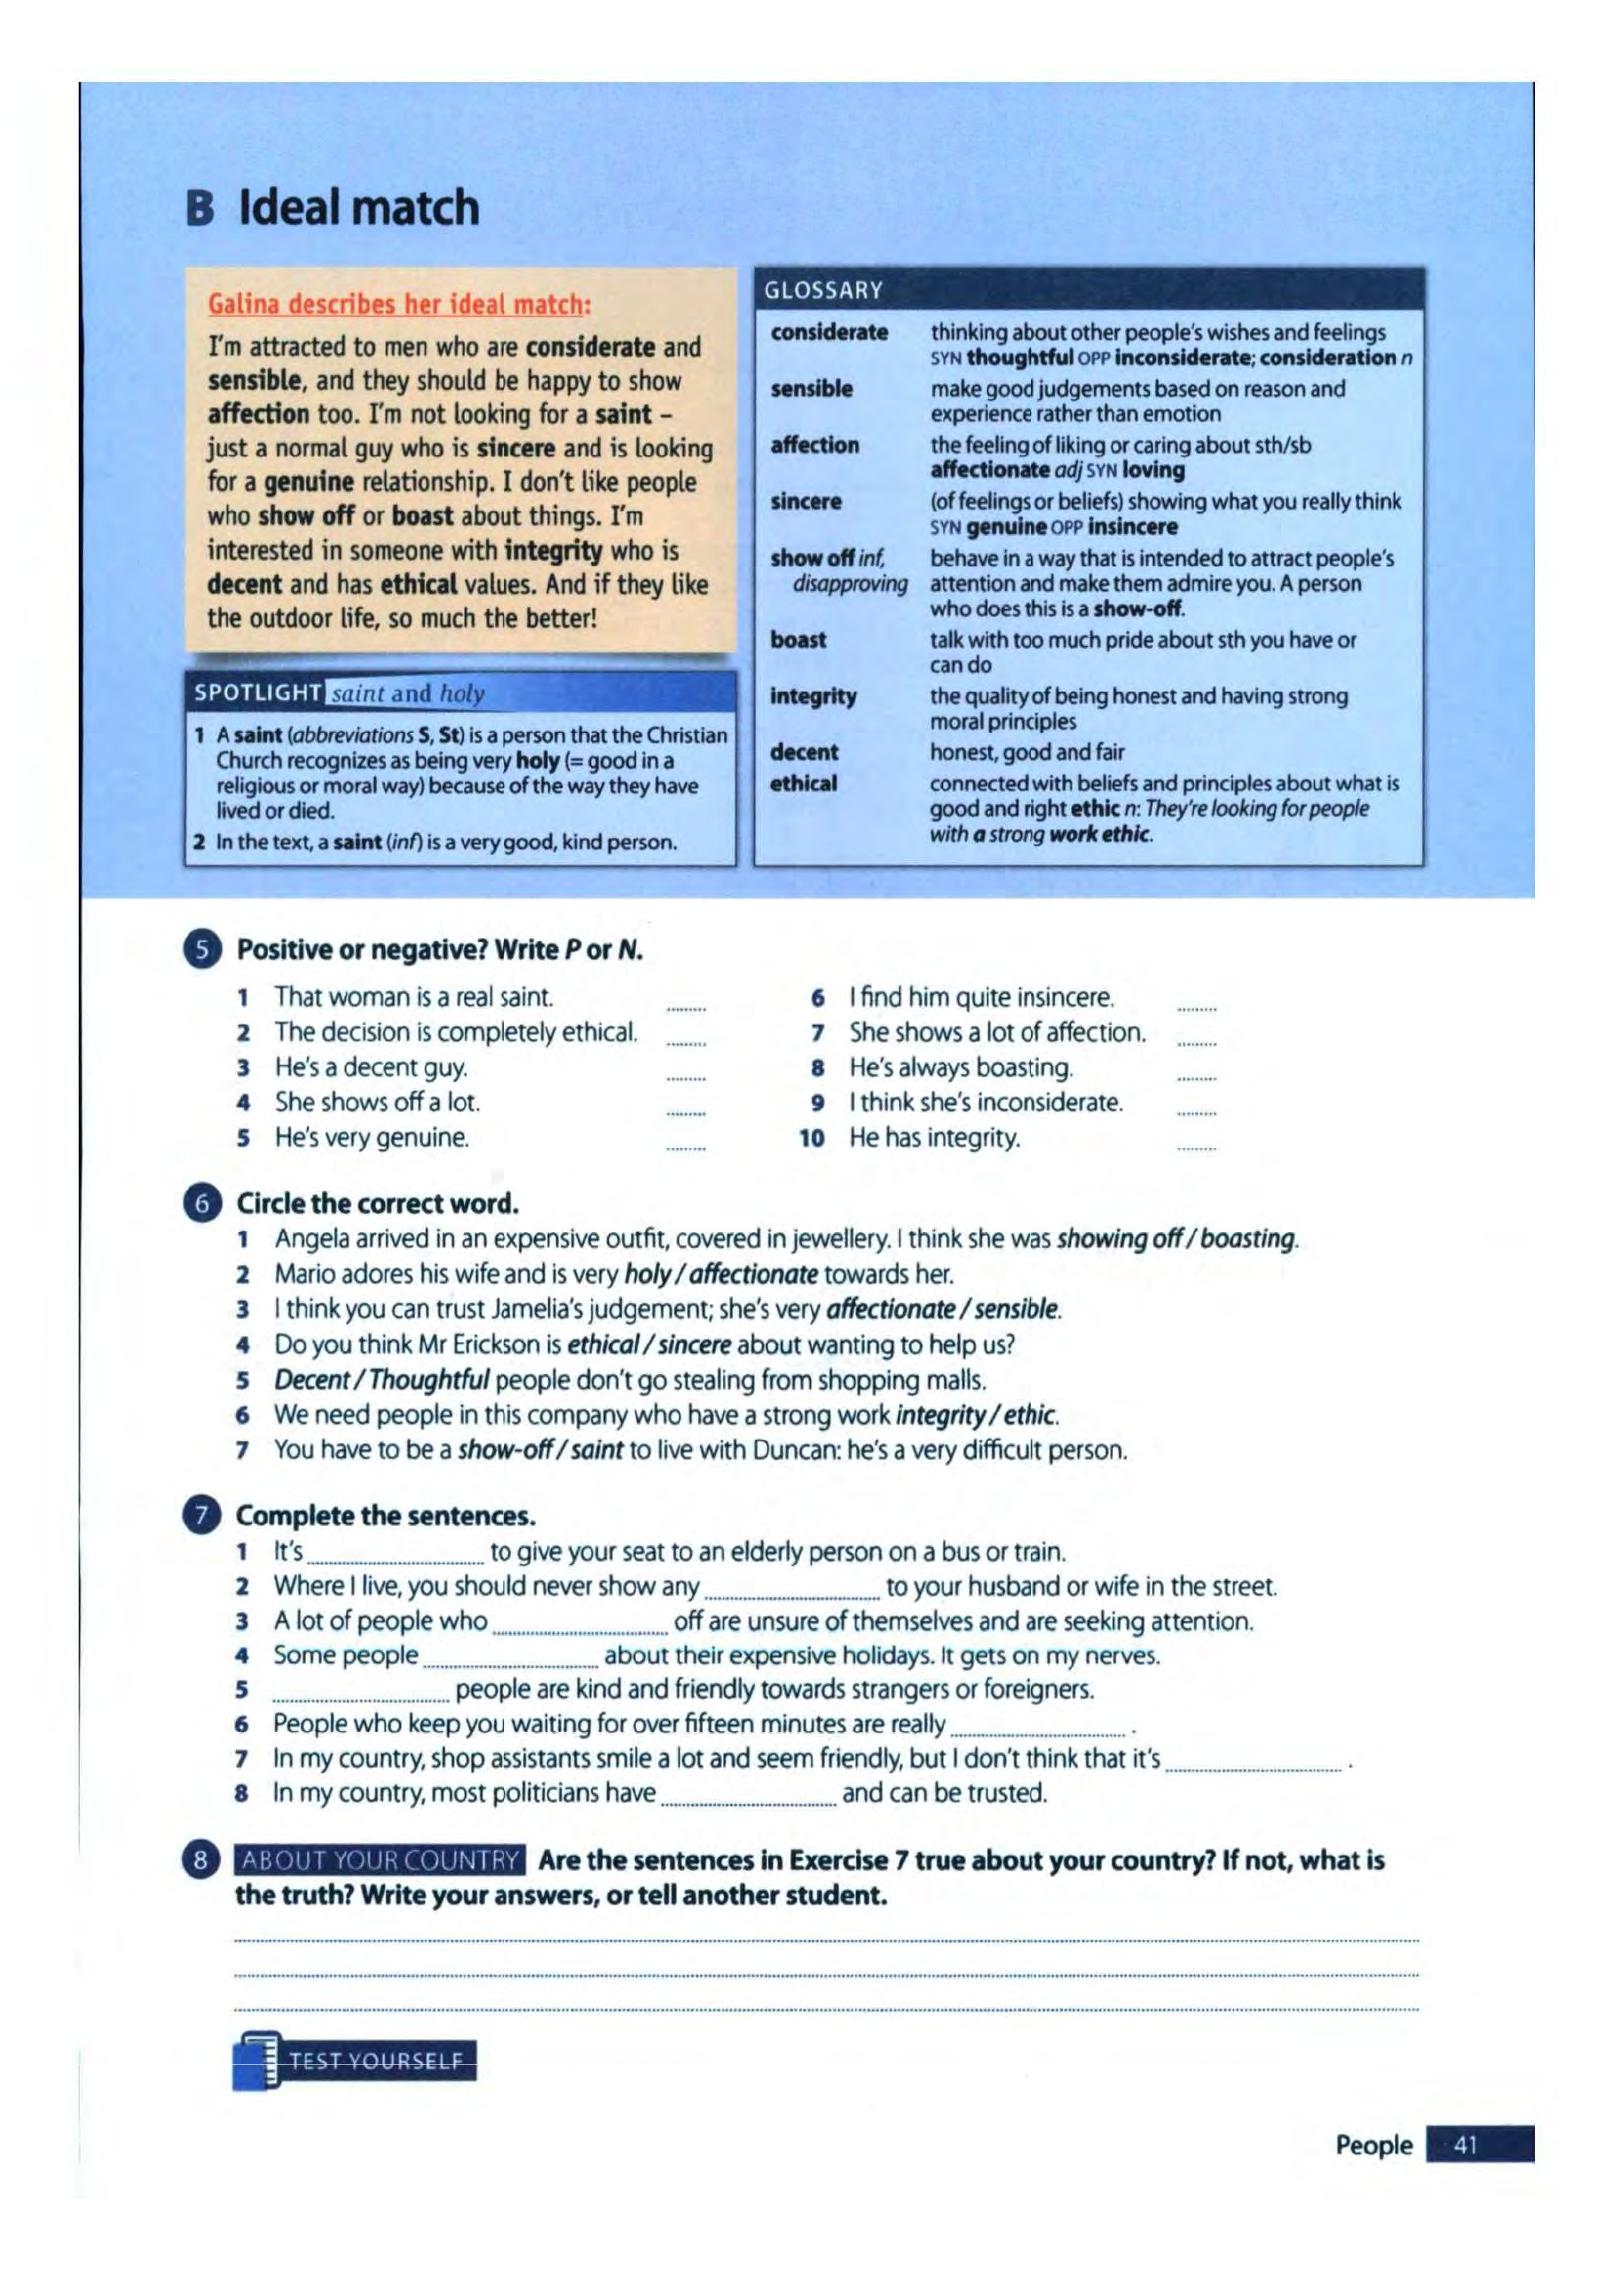 B Ideal match
Galina describes her ideal match:
I'm attracted to men who are considerate and
sensible, and they should be happy to show
affection too. I'm not looking for a saint –
just a normal guy who is sincere and is looking
for a genuine relationship. I don't like people
who show off or boast about things. I'm
interested in someone with integrity who is
decent and has ethical values. And if they like
the outdoor life, so much the better!
SPOTLIGHT saint and holy
1 A saint (abbreviations S, St) is a person that the Christian
Church recognizes as being very holy (= good in a
religious or moral way) because of the way they have
lived or died.
2 In the text, a saint (inf) is a very good, kind person.
GLOSSARY
considerate thinking about other people's wishes and feelings
SYN thoughtful OPP inconsiderate; consideration n
sensible make good judgements based on reason and
experience rather than emotion
affection the feeling of liking or caring about sth/sb
affectionate adj SYN loving
sincere (of feelings or beliefs) showing what you really think
SYN genuine OPP insincere
show off inf, behave in a way that is intended to attract people's
disapproving attention and make them admire you. A person
who does this is a show-off.
boast talk with too much pride about sth you have or
can do
integrity the quality of being honest and having strong
moral principles
decent honest, good and fair
ethical connected with beliefs and principles about what is
good and right ethic n: They're looking for people
with a strong work ethic.
5 Positive or negative? Write P or N.
1 That woman is a real saint. ........
2 The decision is completely ethical. ........
3 He's a decent guy. ........
4 She shows off a lot. ........
5 He's very genuine. ........
6 I find him quite insincere. ........
7 She shows a lot of affection. ........
8 He's always boasting. ........
9 I think she's inconsiderate. ........
10 He has integrity. ........
6 Circle the correct word.
1 Angela arrived in an expensive outfit, covered in jewellery. I think she was showing off / boasting.
2 Mario adores his wife and is very holy / affectionate towards her.
3 I think you can trust Jamelia's judgement; she's very affectionate / sensible.
4 Do you think Mr Erickson is ethical / sincere about wanting to help us?
5 Decent / Thoughtful people don't go stealing from shopping malls.
6 We need people in this company who have a strong work integrity / ethic.
7 You have to be a show-off / saint to live with Duncan: he's a very difficult person.
7 Complete the sentences.
1 It's ........ to give your seat to an elderly person on a bus or train.
2 Where I live, you should never show any ........ to your husband or wife in the street.
3 A lot of people who ........ off are unsure of themselves and are seeking attention.
4 Some people ........ about their expensive holidays. It gets on my nerves.
5 ........ people are kind and friendly towards strangers or foreigners.
6 People who keep you waiting for over fifteen minutes are really ........ .
7 In my country, shop assistants smile a lot and seem friendly, but I don't think that it's ........ .
8 In my country, most politicians have ........ and can be trusted.
8 ABOUT YOUR COUNTRY Are the sentences in Exercise 7 true about your country? If not, what is
the truth? Write your answers, or tell another student.
TEST YOURSELF
People 41